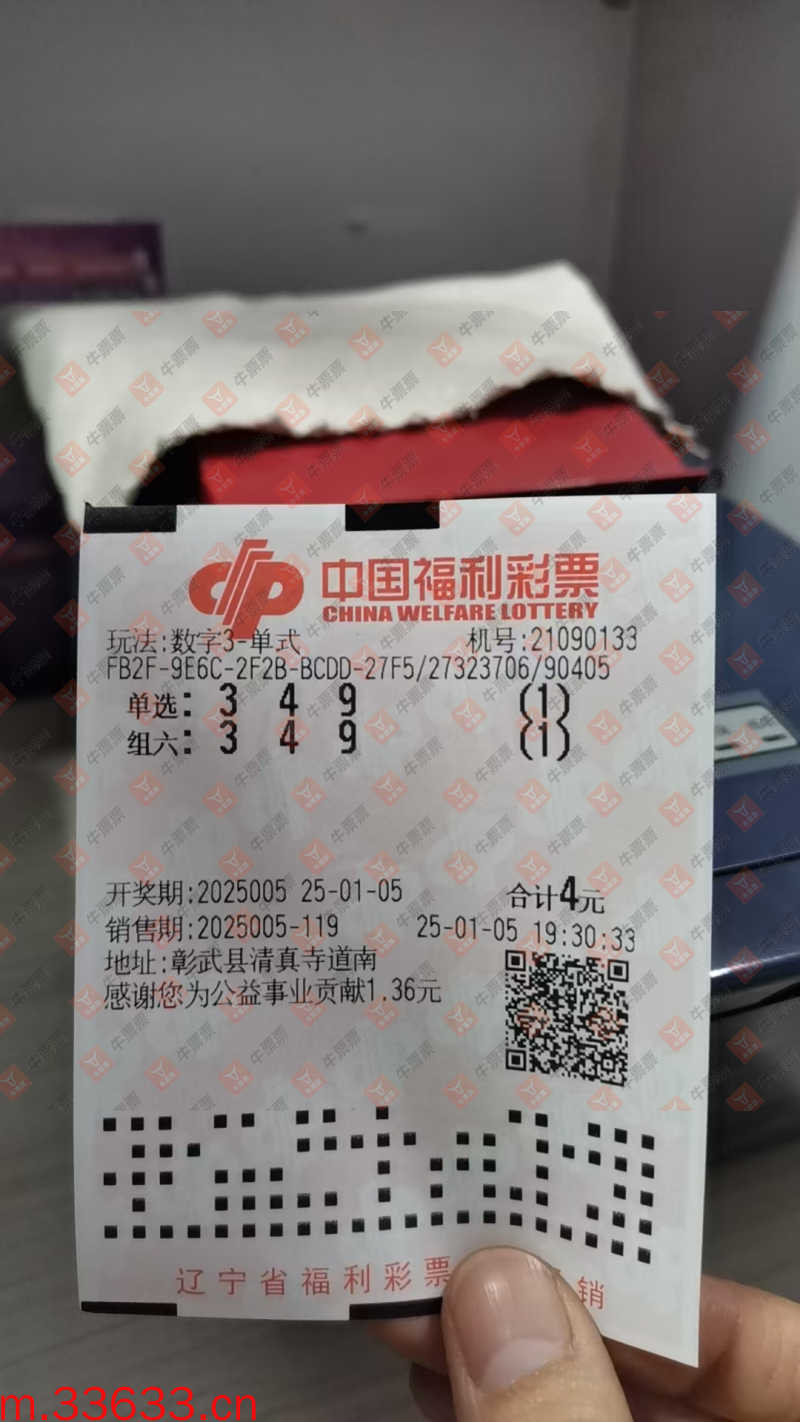 中国福利彩票
CHINA WELFARE LOTTERY
玩法:数字3-单式 机号:21090133
FB2F-9E6C-2F2B-BCDD-27F5/27323706/90405
单选: 3 4 9 (1)
组六: 3 4 9 (1)
开奖期:2025005 25-01-05 合计4元
销售期:2025005-119 25-01-05 19:30:33
地址:彰武县清真寺道南
感谢您为公益事业贡献1.36元
辽宁省福利彩票 销
m.33633.cn
牛票票